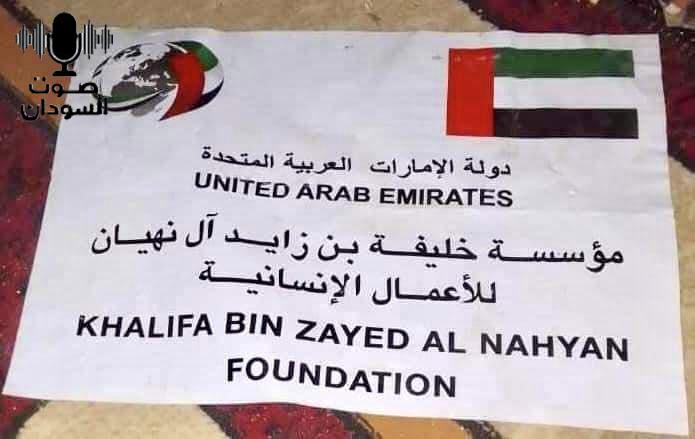 صوت
السودان
دولة الإمارات العربية المتحدة
UNITED ARAB EMIRATES
مؤسسة خليفة بن زايد آل نهيان
للأعمال الإنسانية
KHALIFA BIN ZAYED AL NAHYAN
FOUNDATION